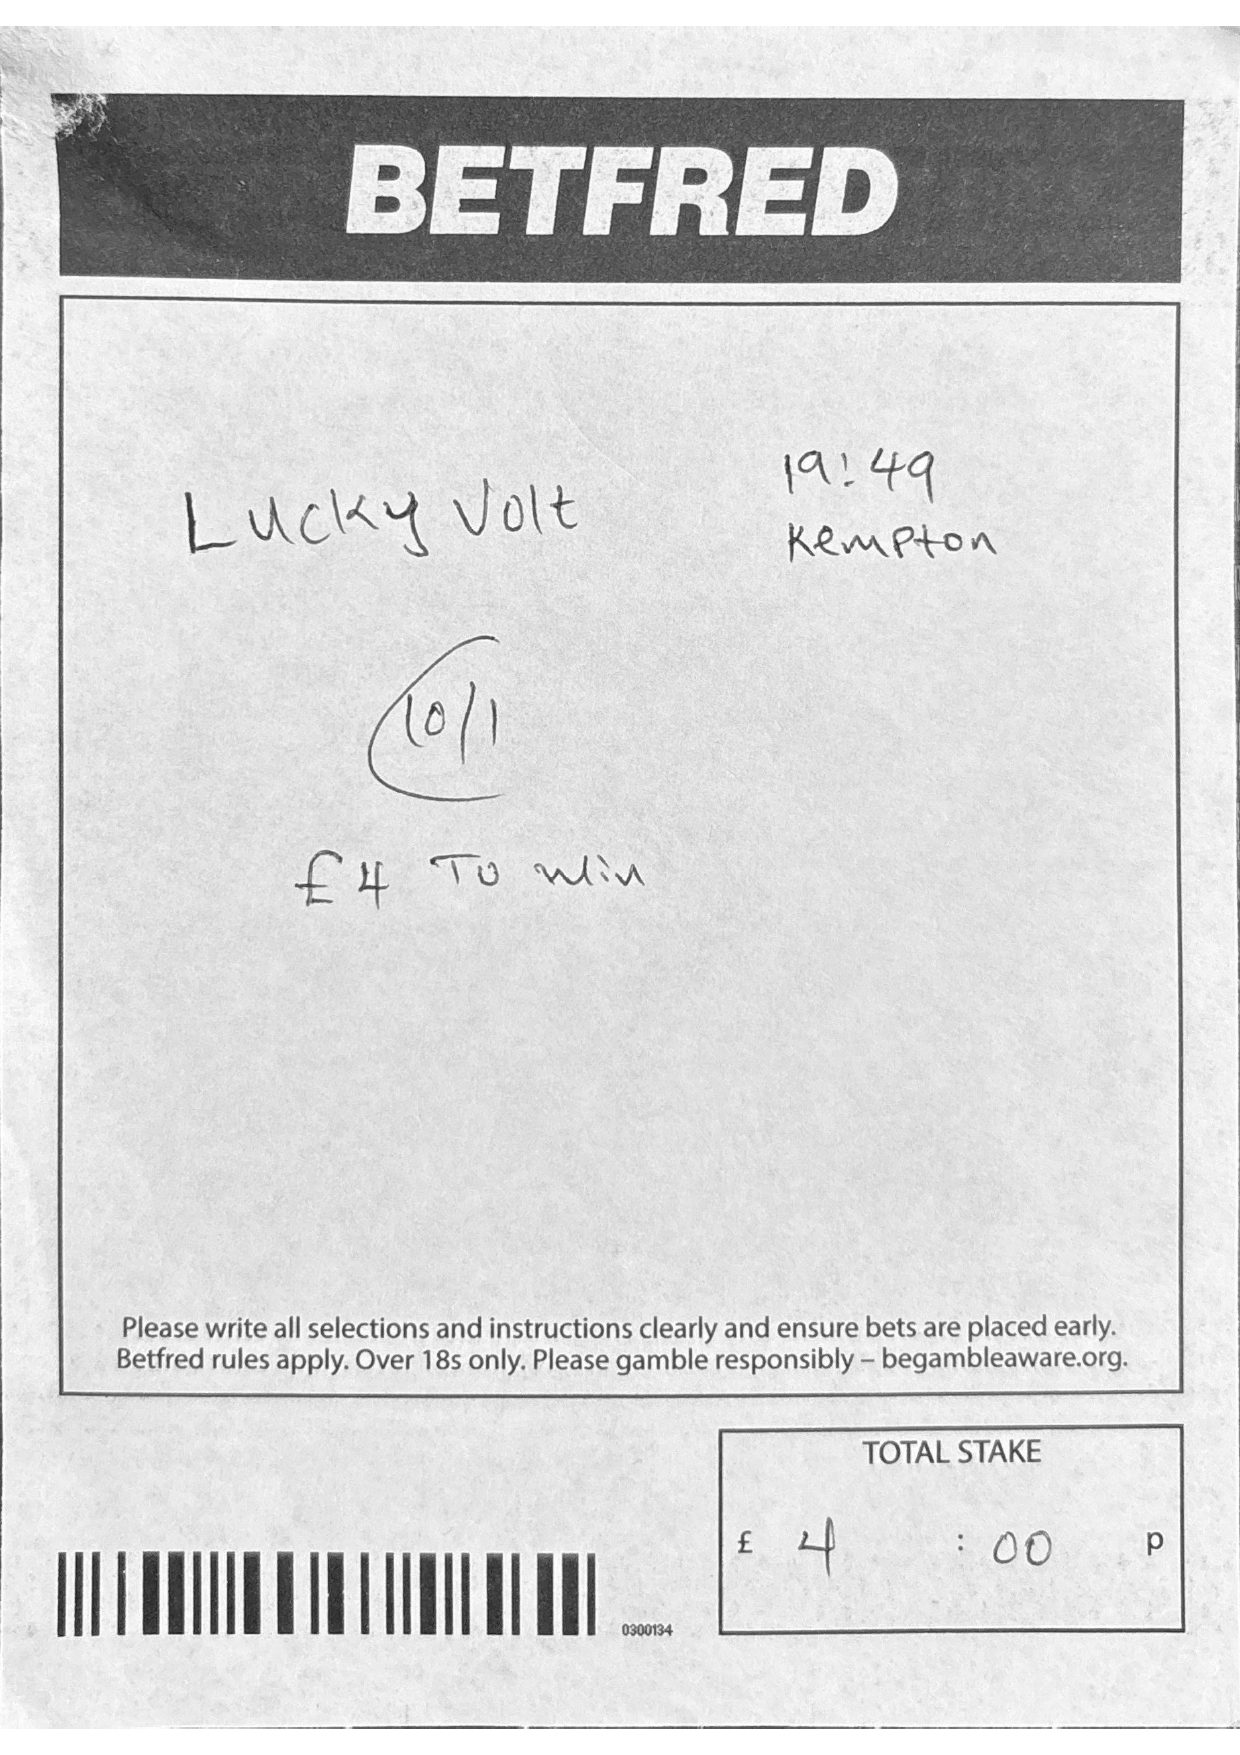 BETFRED
Lucky Volt
19:49
Kempton
10/1
£4 To Win
Please write all selections and instructions clearly and ensure bets are placed early.
Betfred rules apply. Over 18s only. Please gamble responsibly – begambleaware.org.
TOTAL STAKE
£ 4 : 00 p
0300134